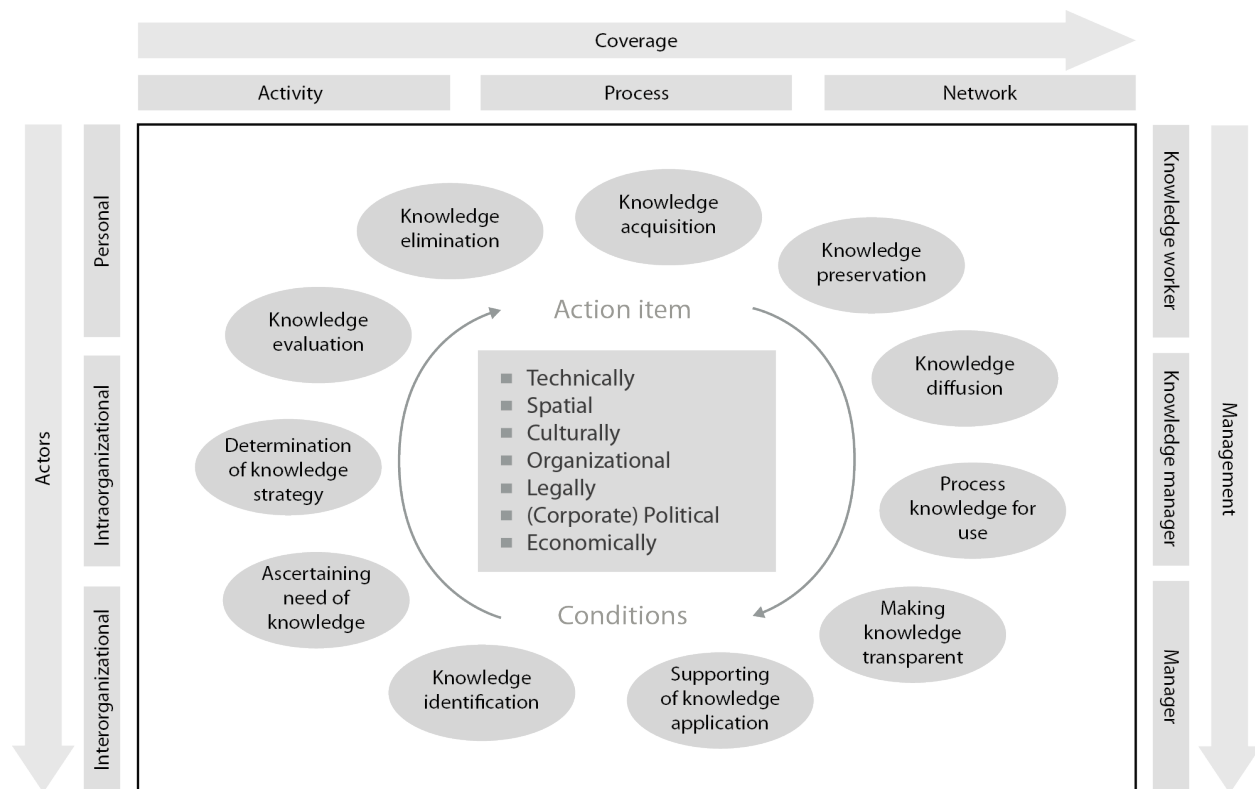 Coverage
Activity
Process
Network
Actors
Personal
Intraorganizational
Interorganizational
Knowledge
elimination
Knowledge
acquisition
Knowledge
preservation
Knowledge
evaluation
Action item
Knowledge
diffusion
Technically
Spatial
Culturally
Organizational
Legally
(Corporate) Political
Economically
Determination
of knowledge
strategy
Process
knowledge for
use
Ascertaining
need of
knowledge
Conditions
Making
knowledge
transparent
Knowledge
identification
Supporting
of knowledge
application
Knowledge worker
Knowledge manager
Manager
Management